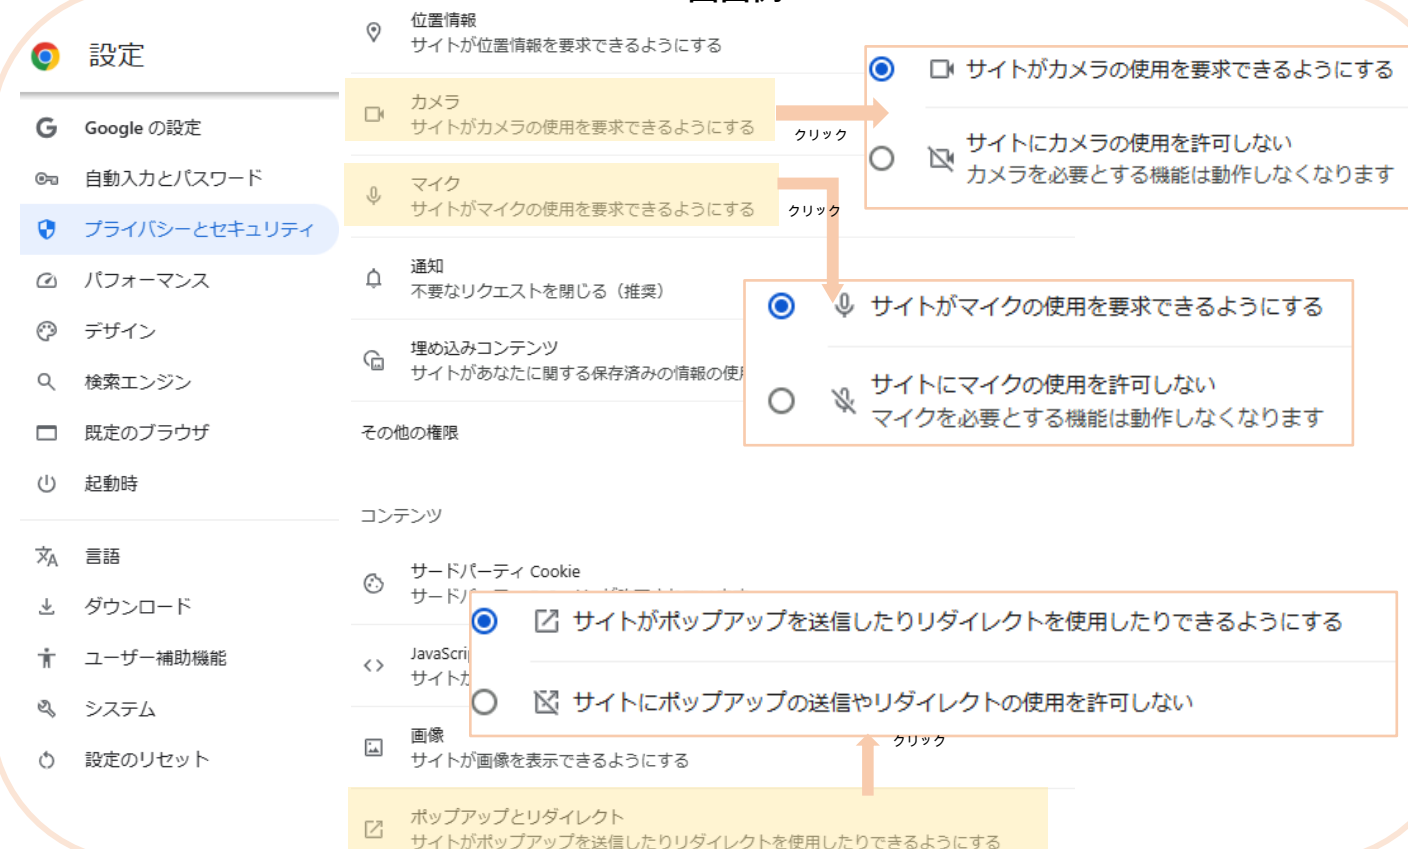 設定
Google の設定
自動入力とパスワード
プライバシーとセキュリティ
パフォーマンス
デザイン
検索エンジン
既定のブラウザ
起動時
言語
ダウンロード
ユーザー補助機能
システム
設定のリセット
位置情報
サイトが位置情報を要求できるようにする
カメラ
サイトがカメラの使用を要求できるようにする
クリック
サイトがカメラの使用を要求できるようにする
サイトにカメラの使用を許可しない
カメラを必要とする機能は動作しなくなります
マイク
サイトがマイクの使用を要求できるようにする
クリック
サイトがマイクの使用を要求できるようにする
サイトにマイクの使用を許可しない
マイクを必要とする機能は動作しなくなります
通知
不要なリクエストを閉じる（推奨）
埋め込みコンテンツ
サイトがあなたに関する保存済みの情報の使
その他の権限
コンテンツ
サードパーティ Cookie
JavaScri
サイトが
サイトがポップアップを送信したりリダイレクトを使用したりできるようにする
サイトにポップアップの送信やリダイレクトの使用を許可しない
クリック
画像
サイトが画像を表示できるようにする
ポップアップとリダイレクト
サイトがポップアップを送信したりリダイレクトを使用したりできるようにする